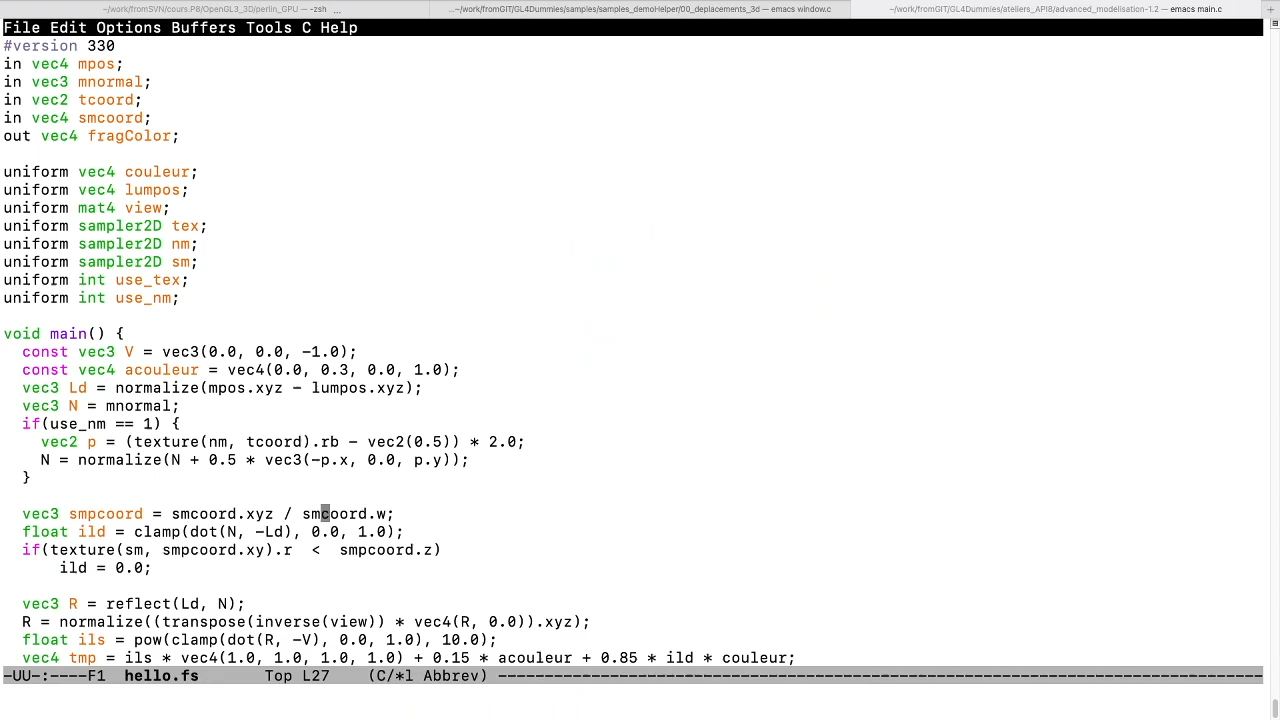 ~/work/fromSVN/cours.P8/OpenGL3_3D/perlin_GPU — -zsh ...
...~/work/fromGIT/GL4Dummies/samples/samples_demoHelper/00_deplacements_3d — emacs window.c
~/work/fromGIT/GL4Dummies/ateliers_API8/advanced_modelisation-1.2 — emacs main.c
File Edit Options Buffers Tools C Help
#version 330
in vec4 mpos;
in vec3 mnormal;
in vec2 tcoord;
in vec4 smcoord;
out vec4 fragColor;

uniform vec4 couleur;
uniform vec4 lumpos;
uniform mat4 view;
uniform sampler2D tex;
uniform sampler2D nm;
uniform sampler2D sm;
uniform int use_tex;
uniform int use_nm;

void main() {
  const vec3 V = vec3(0.0, 0.0, -1.0);
  const vec4 acouleur = vec4(0.0, 0.3, 0.0, 1.0);
  vec3 Ld = normalize(mpos.xyz - lumpos.xyz);
  vec3 N = mnormal;
  if(use_nm == 1) {
    vec2 p = (texture(nm, tcoord).rb - vec2(0.5)) * 2.0;
    N = normalize(N + 0.5 * vec3(-p.x, 0.0, p.y));
  }

  vec3 smpcoord = smcoord.xyz / smcoord.w;
  float ild = clamp(dot(N, -Ld), 0.0, 1.0);
  if(texture(sm, smpcoord.xy).r  <  smpcoord.z)
      ild = 0.0;

  vec3 R = reflect(Ld, N);
  R = normalize((transpose(inverse(view)) * vec4(R, 0.0)).xyz);
  float ils = pow(clamp(dot(R, -V), 0.0, 1.0), 10.0);
  vec4 tmp = ils * vec4(1.0, 1.0, 1.0, 1.0) + 0.15 * acouleur + 0.85 * ild * couleur;
-UU-:----F1  hello.fs       Top L27    (C/*l Abbrev) ----------------------------------------------------------------------------------